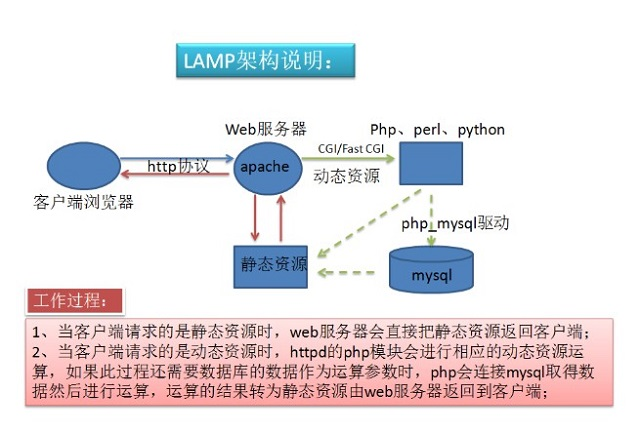 LAMP架构说明：
Web服务器
Php、perl、python
CGI/Fast CGI
http协议
apache
动态资源
客户端浏览器
php_mysql驱动
静态资源
mysql
工作过程：
1、当客户端请求的是静态资源时，web服务器会直接把静态资源返回客户端；
2、当客户端请求的是动态资源时，httpd的php模块会进行相应的动态资源运
算，如果此过程还需要数据库的数据作为运算参数时，php会连接mysql取得数
据然后进行运算，运算的结果转为静态资源由web服务器返回到客户端；